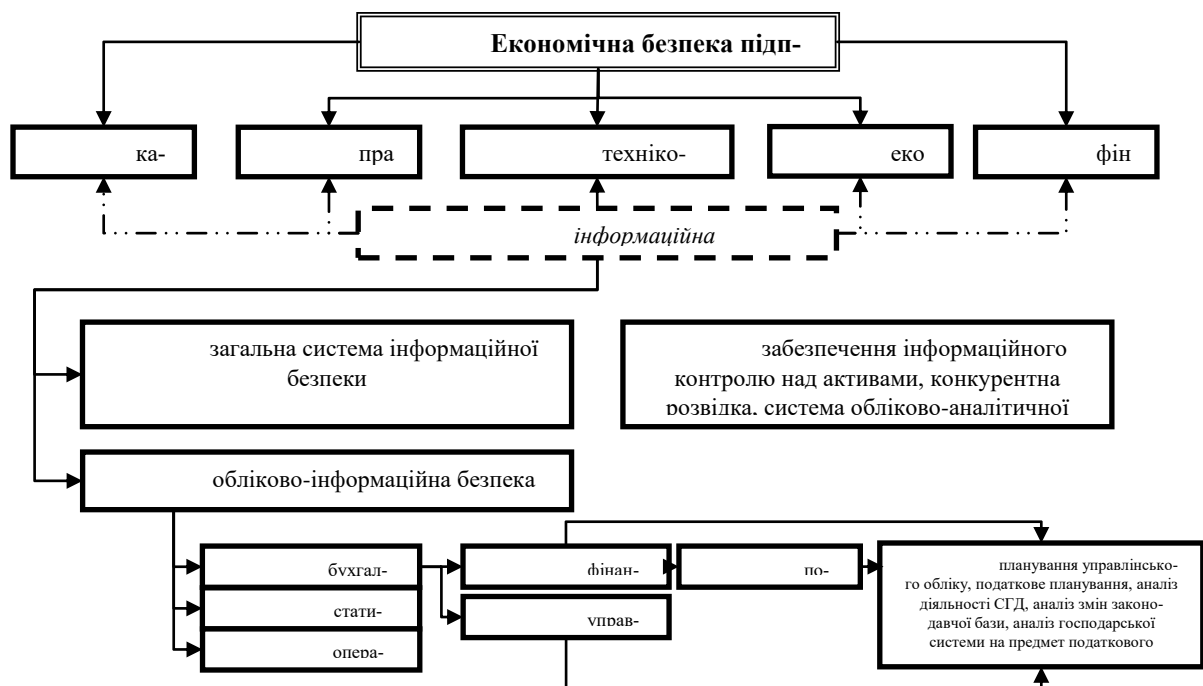 Економічна безпека підп-
ка-
пра
техніко-
еко
фін
інформаційна
загальна система інформаційної
безпеки
забезпечення інформаційного
контролю над активами, конкурентна
розвідка, система обліково-аналітичної
обліково-інформаційна безпека
бухгал-
фінан-
по-
стати-
управ-
опера-
планування управлінсько-
го обліку, податкове планування, аналіз
діяльності СГД, аналіз змін законо-
давчої бази, аналіз господарської
системи на предмет податкового